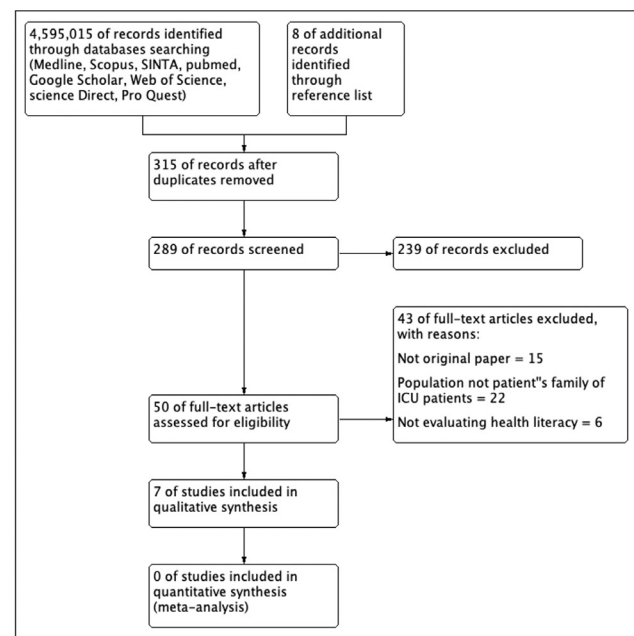 4,595,015 of records identified
through databases searching
(Medline, Scopus, SINTA, pubmed,
Google Scholar, Web of Science,
science Direct, Pro Quest)
8 of additional
records
identified
through
reference list
315 of records after
duplicates removed
289 of records screened
239 of records excluded
43 of full-text articles excluded,
with reasons:
Not original paper = 15
Population not patient"s family of
ICU patients = 22
Not evaluating health literacy = 6
50 of full-text articles
assessed for eligibility
7 of studies included in
qualitative synthesis
0 of studies included in
quantitative synthesis
(meta-analysis)